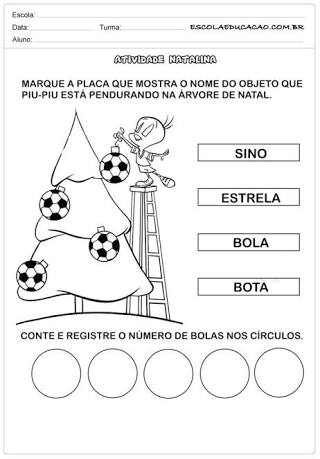 Escola:
Data: Turma: ESCOLAEDUCACAO.COM.BR
Aluno:
ATIVIDADE NATALINA
MARQUE A PLACA QUE MOSTRA O NOME DO OBJETO QUE
PIU-PIU ESTÁ PENDURANDO NA ÁRVORE DE NATAL.
SINO
ESTRELA
BOLA
BOTA
CONTE E REGISTRE O NÚMERO DE BOLAS NOS CÍRCULOS.